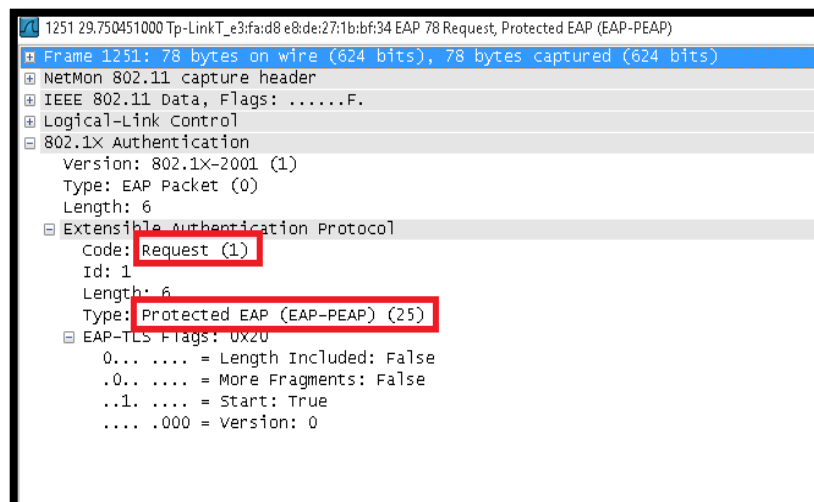 1251 29.750451000 Tp-LinkT_e3:fa:d8 e8:de:27:1b:bf:34 EAP 78 Request, Protected EAP (EAP-PEAP)
Frame 1251: 78 bytes on wire (624 bits), 78 bytes captured (624 bits)
NetMon 802.11 capture header
IEEE 802.11 Data, Flags: ......F.
Logical-Link Control
802.1X Authentication
Version: 802.1X-2001 (1)
Type: EAP Packet (0)
Length: 6
Extensible Authentication Protocol
Code: Request (1)
Id: 1
Length: 6
Type: Protected EAP (EAP-PEAP) (25)
EAP-TLS Flags: 0x20
0... .... = Length Included: False
.0.. .... = More Fragments: False
..1. .... = Start: True
.... .000 = Version: 0